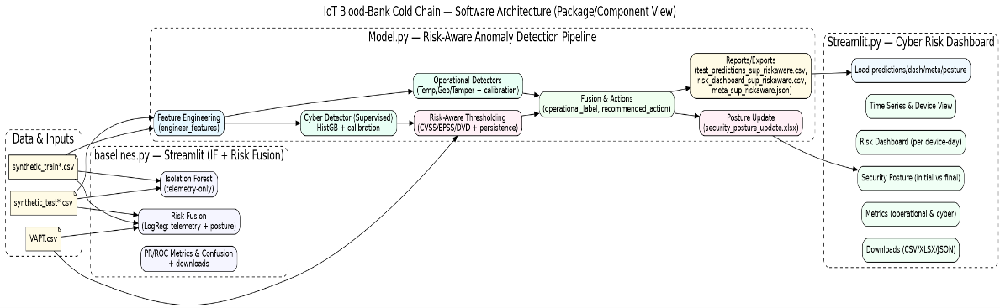 IoT Blood-Bank Cold Chain — Software Architecture (Package/Component View)
Data & Inputs
synthetic_train*.csv
synthetic_test*.csv
VAPT.csv
baselines.py — Streamlit (IF + Risk Fusion)
Isolation Forest
(telemetry-only)
Risk Fusion
(LogReg: telemetry + posture)
PR/ROC Metrics & Confusion
+ downloads
Model.py — Risk-Aware Anomaly Detection Pipeline
Feature Engineering
(engineer_features)
Operational Detectors
(Temp/Geo/Tamper + calibration)
Cyber Detector (Supervised)
HistGB + calibration
Risk-Aware Thresholding
(CVSS/EPSS/DVD + persistence)
Fusion & Actions
(operational_label, recommended_action)
Reports/Exports
(test_predictions_sup_riskaware.csv,
risk_dashboard_sup_riskaware.csv,
meta_sup_riskaware.json)
Posture Update
(security_posture_update.xlsx)
Streamlit.py — Cyber Risk Dashboard
Load predictions/dash/meta/posture
Time Series & Device View
Risk Dashboard (per device-day)
Security Posture (initial vs final)
Metrics (operational & cyber)
Downloads (CSV/XLSX/JSON)